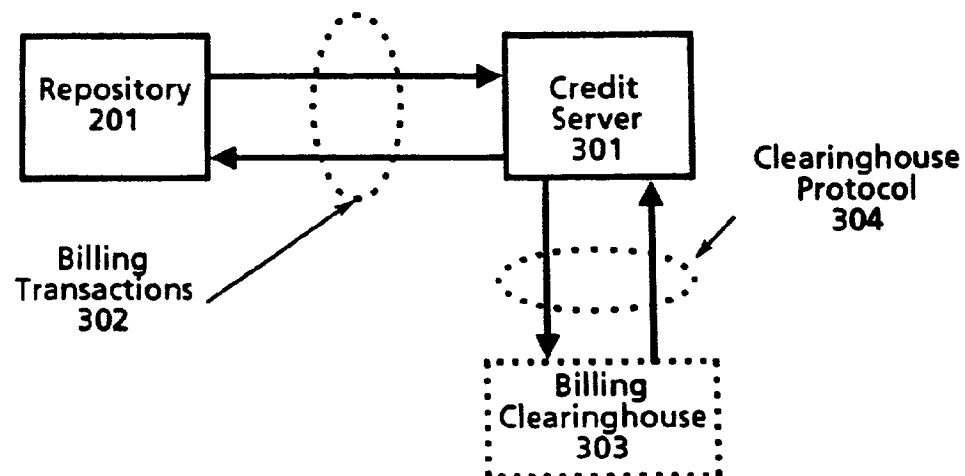 Repository
201
Credit
Server
301
Clearinghouse
Protocol
304
Billing
Transactions
302
Billing
Clearinghouse
303